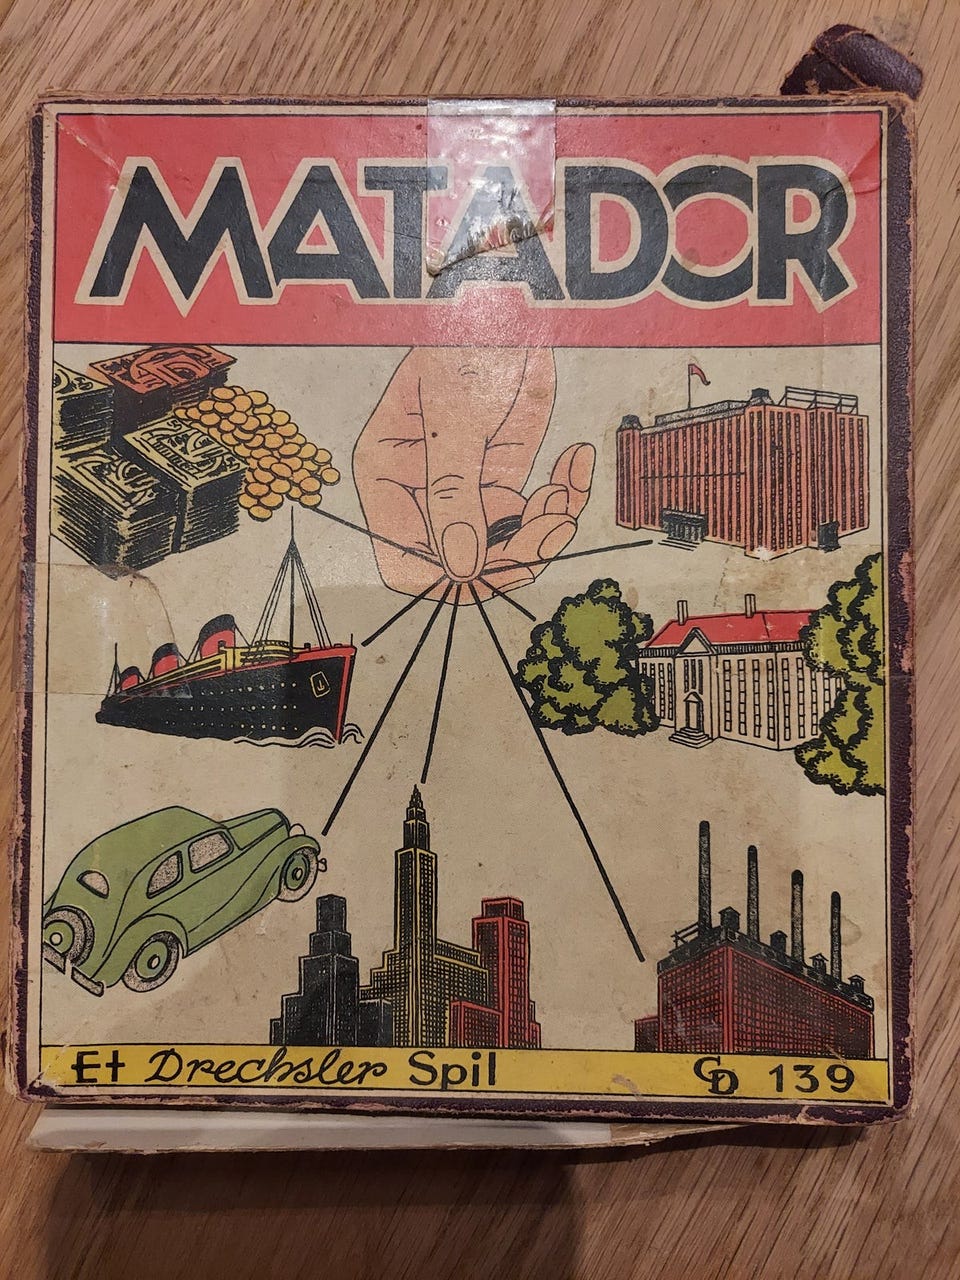 MATADOR
Et Drechsler Spil
CD 139